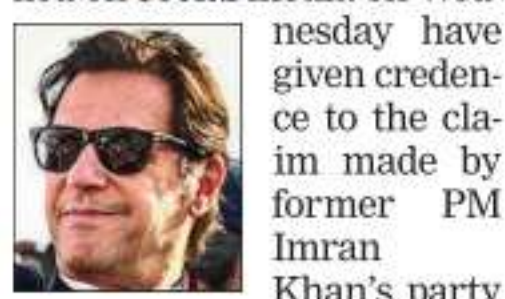 nesday have
given creden-
ce to the cla-
im made by
former PM
Imran
Khan's party